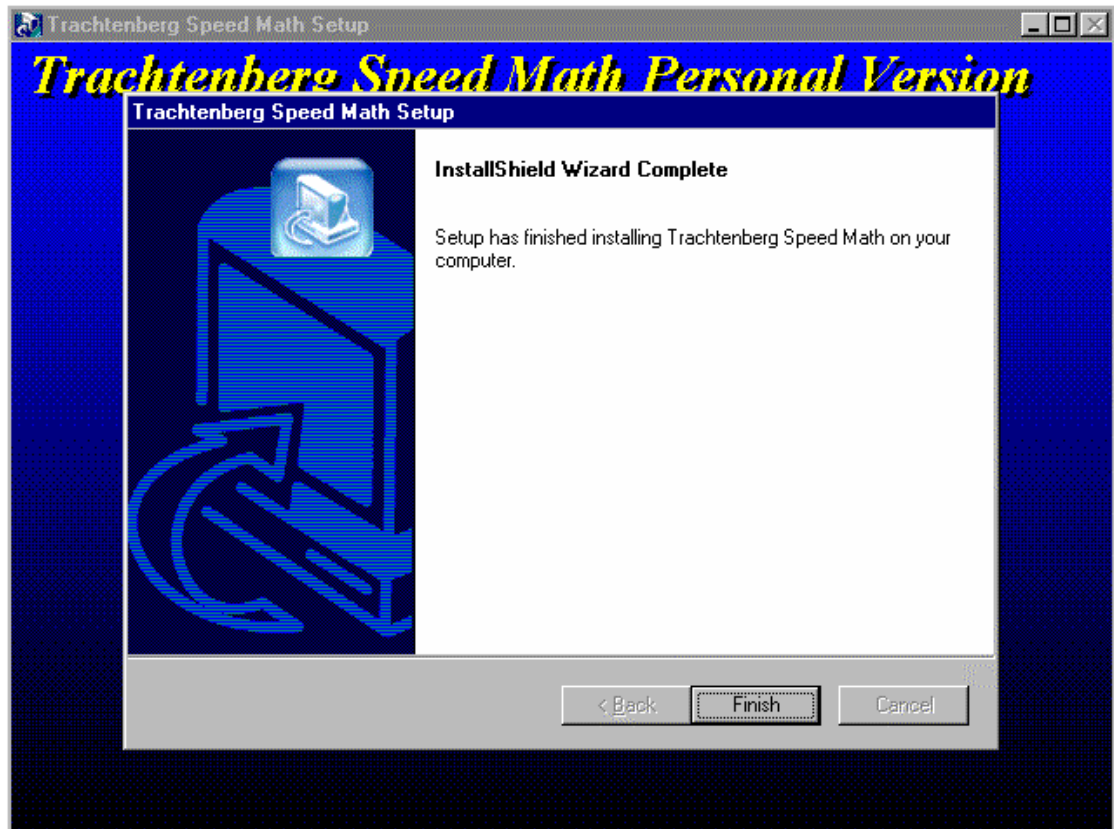 Trachtenberg Speed Math Setup
Trachtenberg Speed Math Personal Version
Trachtenberg Speed Math Setup
InstallShield Wizard Complete
Setup has finished installing Trachtenberg Speed Math on your
computer.
< Back
Finish
Cancel